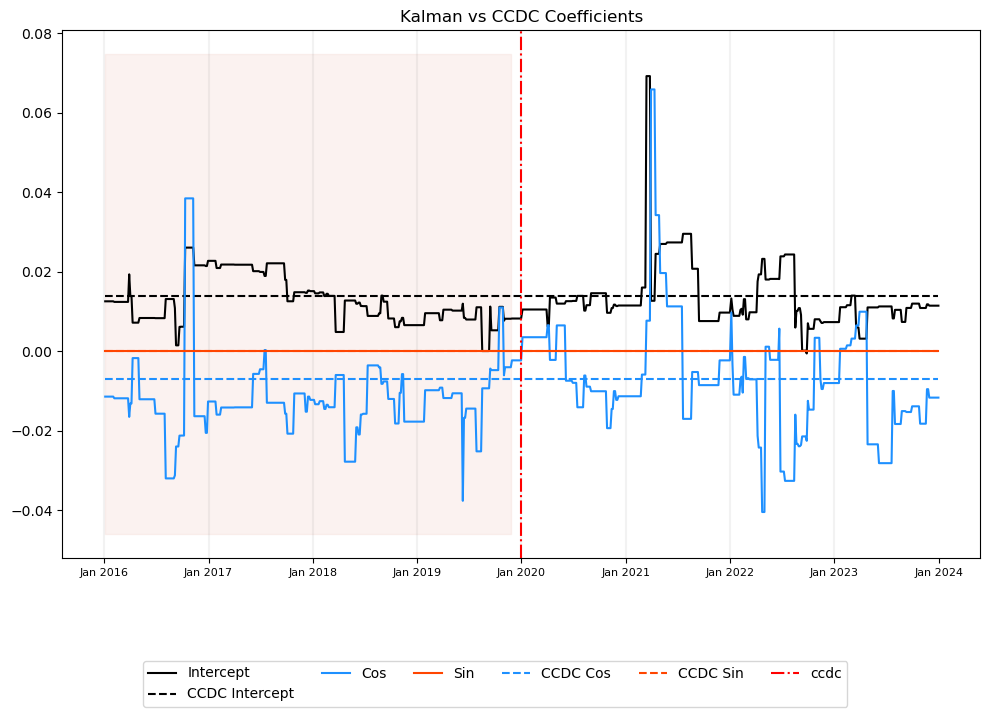 Kalman vs CCDC Coefficients
0.08
0.06
0.04
0.02
0.00
−0.02
−0.04
Jan 2016 Jan 2017 Jan 2018 Jan 2019 Jan 2020 Jan 2021 Jan 2022 Jan 2023 Jan 2024
Intercept Cos Sin CCDC Cos CCDC Sin ccdc
CCDC Intercept